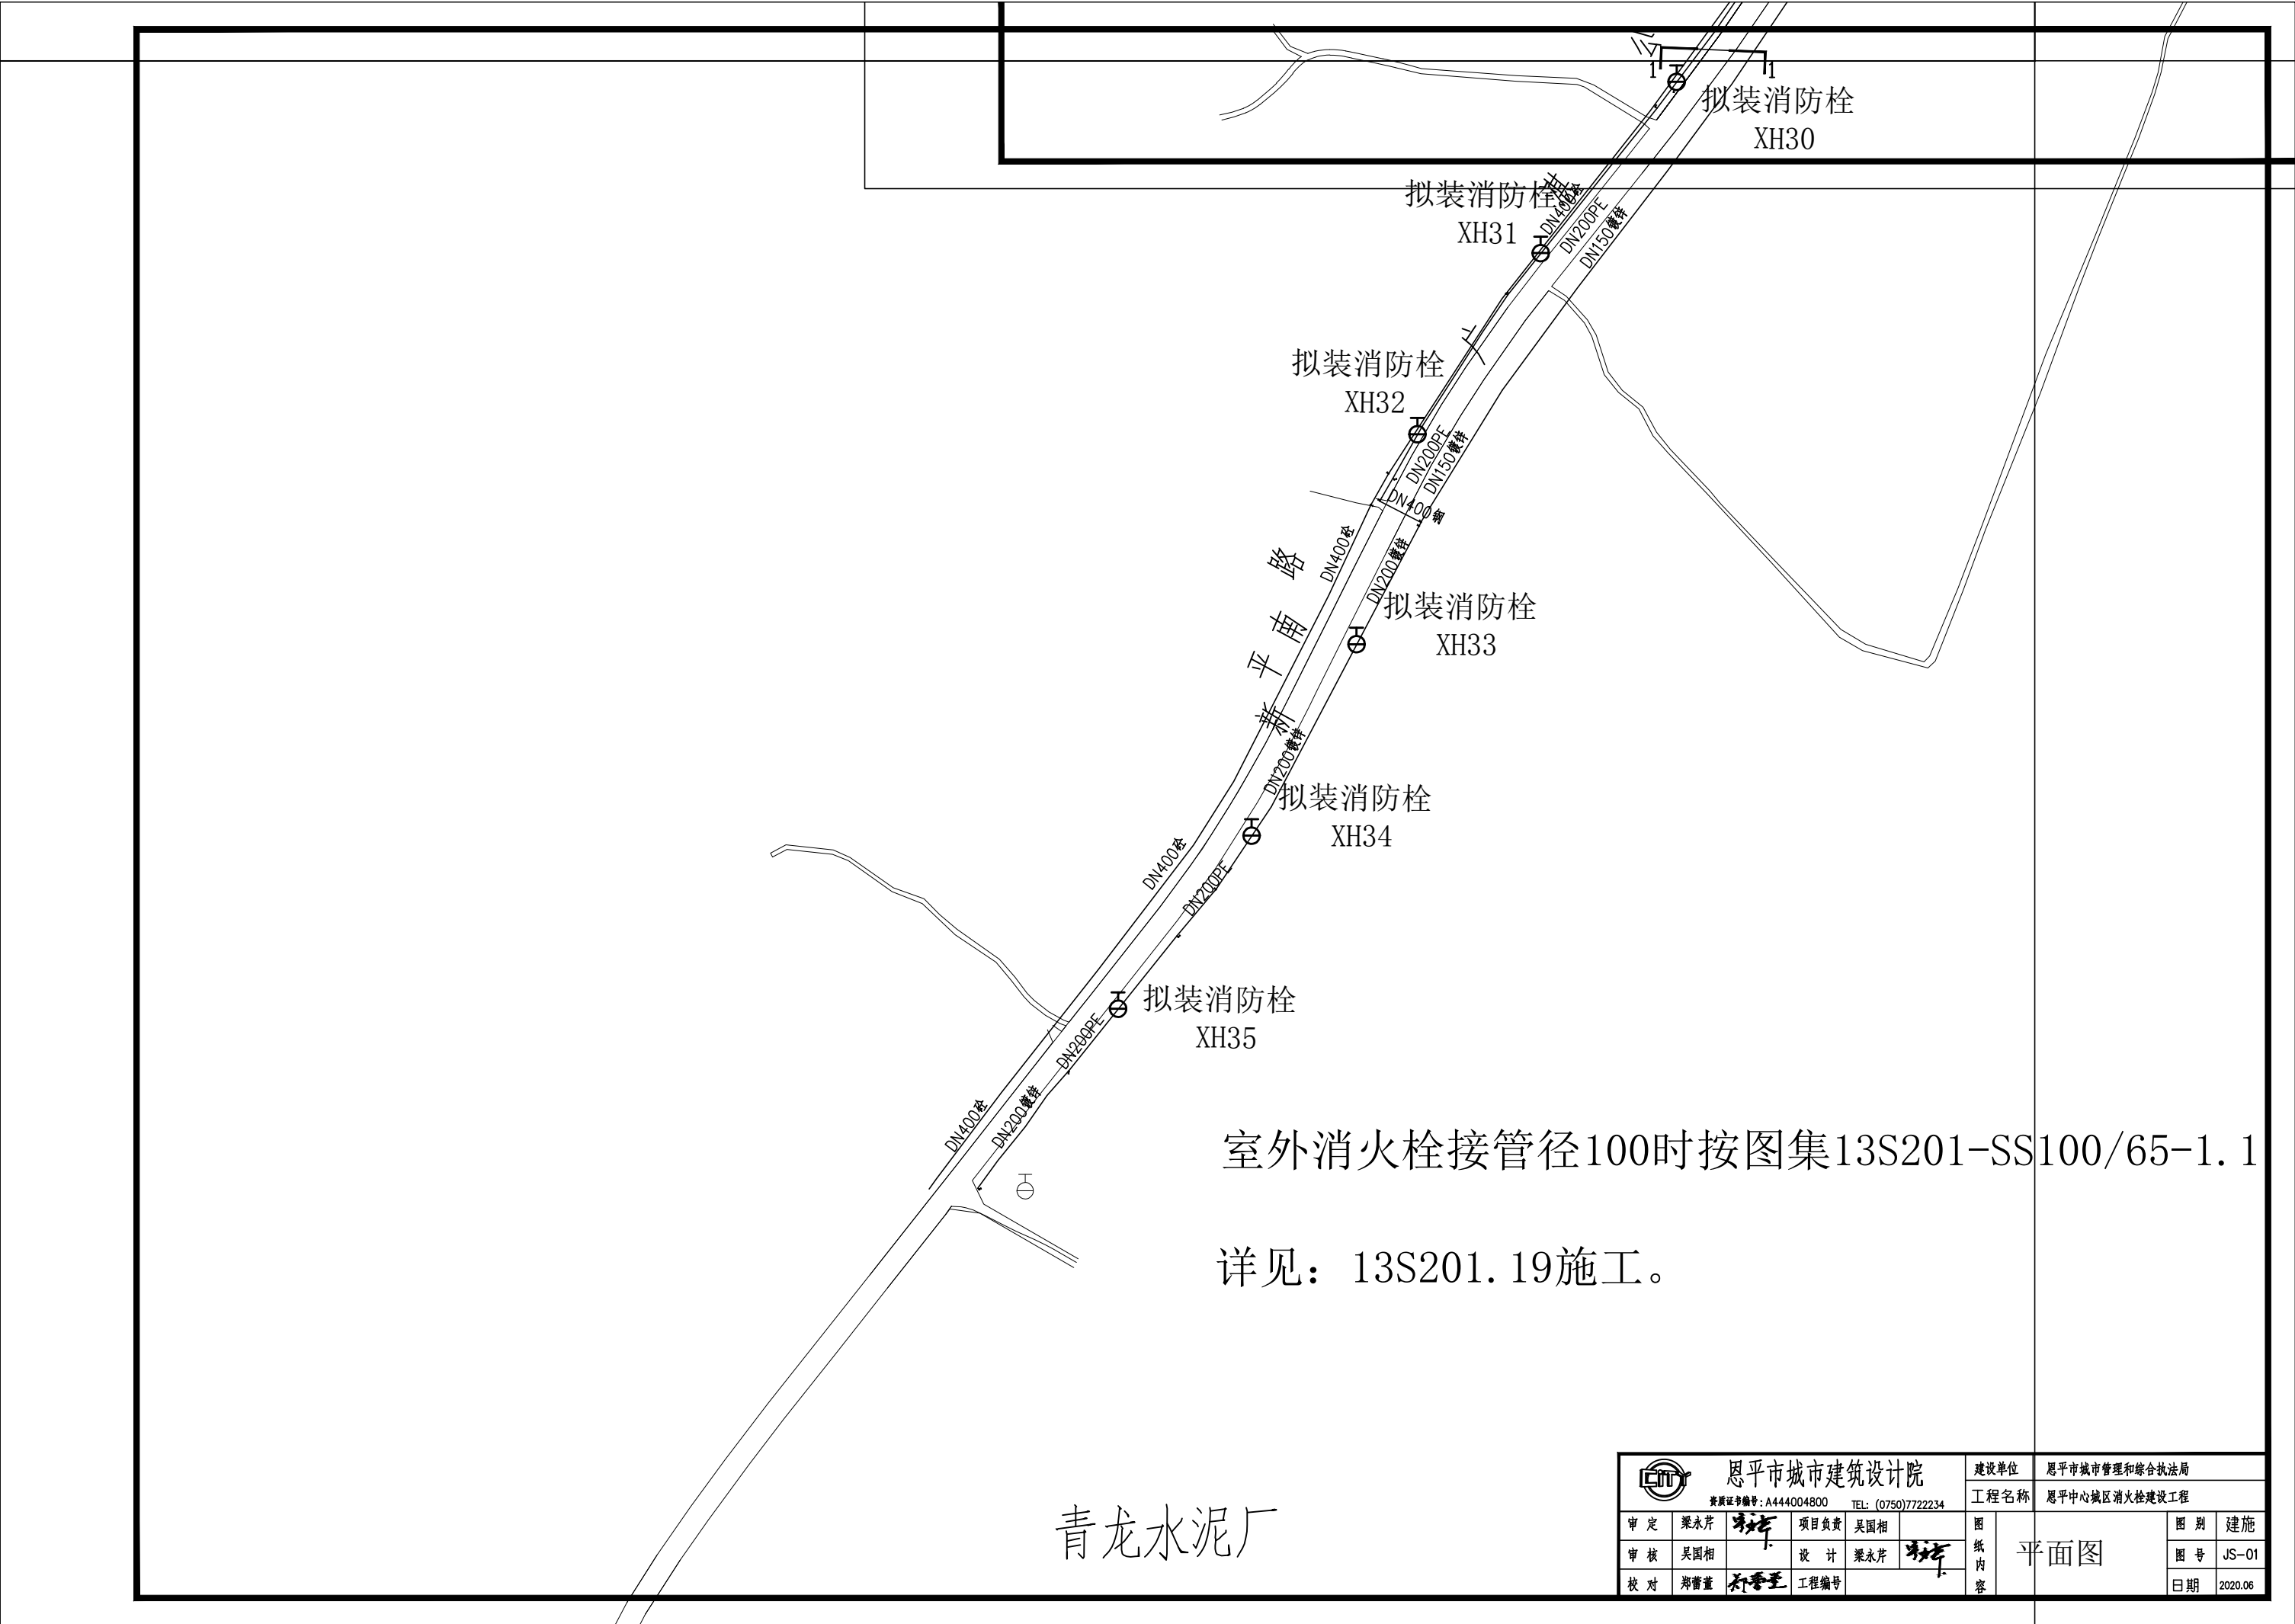 公
1 1
拟装消防栓
XH30
拟装消防栓
XH31
DN400砼
DN200PE
DN150镀锌
广
拟装消防栓
XH32
DN200PE
DN150镀锌
DN400钢
DN400砼
DN200镀锌
路
南
平
新
拟装消防栓
XH33
DN200镀锌
拟装消防栓
XH34
DN400砼
DN200PE
拟装消防栓
XH35
DN200PE
DN400砼
DN200镀锌
室外消火栓接管径100时按图集13S201-SS100/65-1.1
详见：13S201.19施工。
青龙水泥厂
CITY
恩平市城市建筑设计院
资质证书编号：A444004800 TEL: (0750)7722234
建设单位 恩平市城市管理和综合执法局
工程名称 恩平中心城区消火栓建设工程
审 定 梁永芹 项目负责 吴国相
审 核 吴国相 设 计 梁永芹
校 对 郑蕾蕾 工程编号
图纸内容 平面图
图 别 建施
图 号 JS-01
日期 2020.06